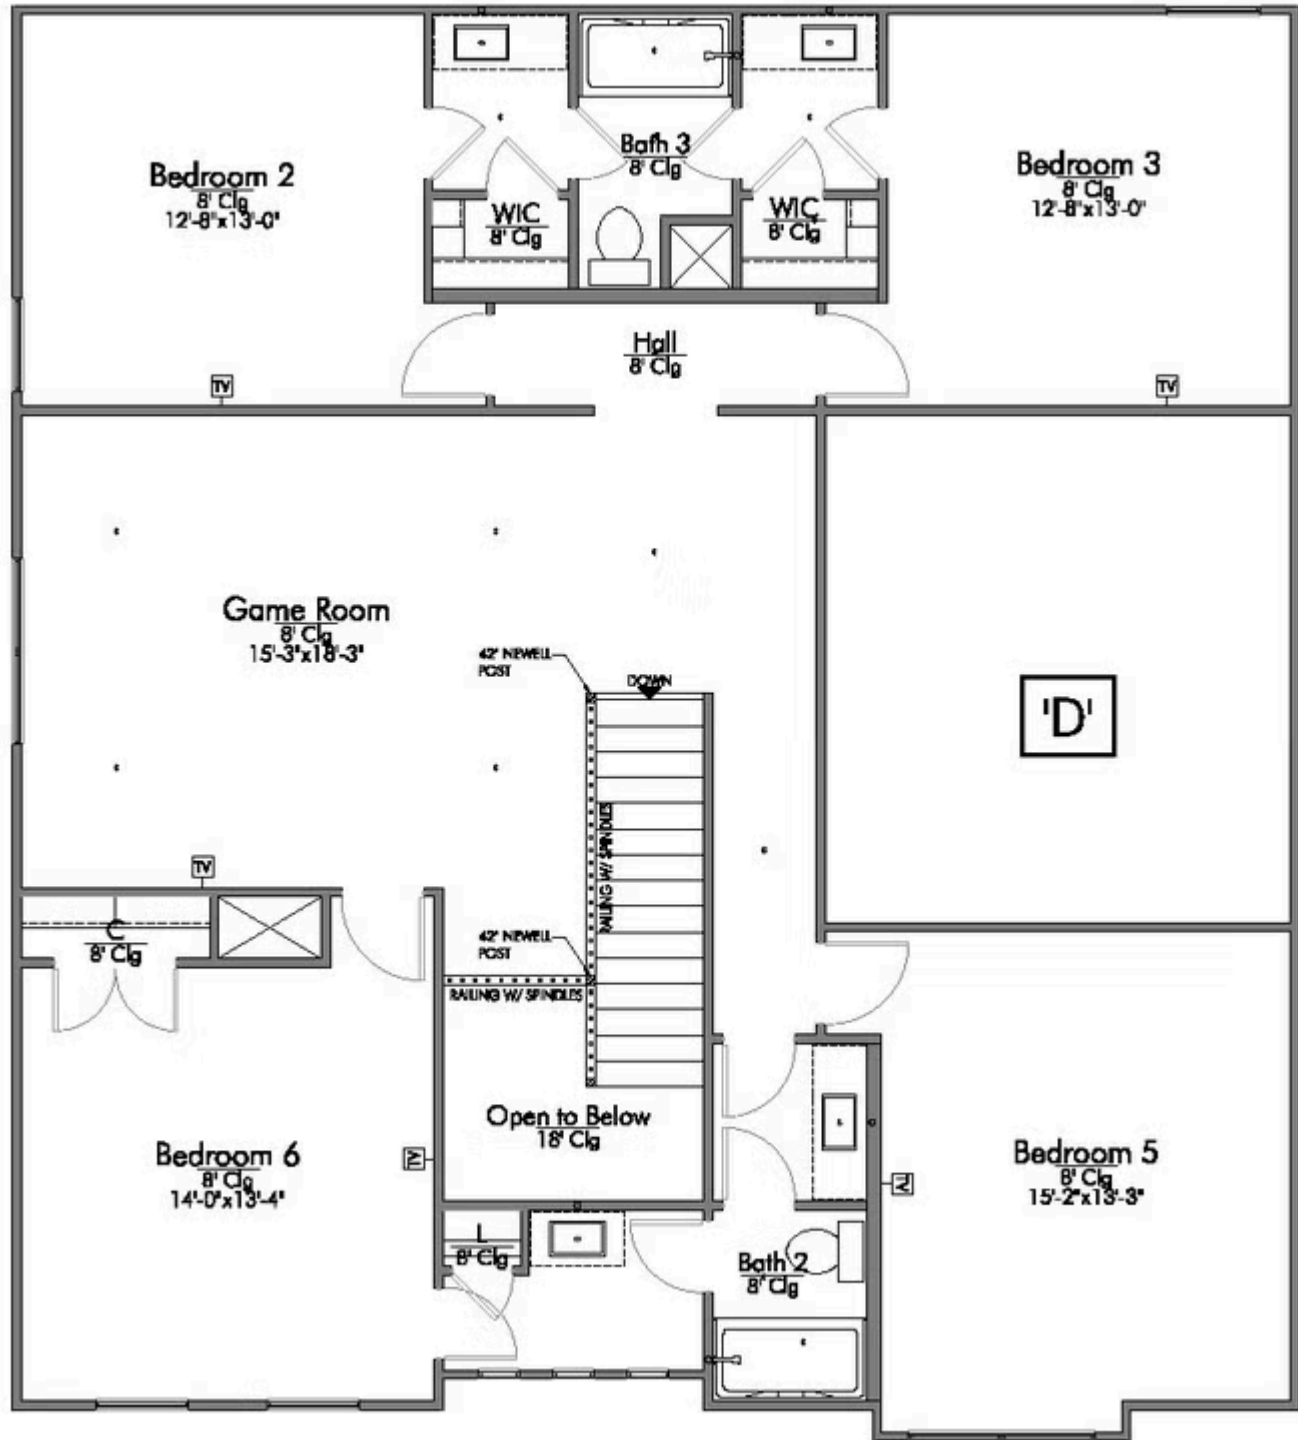 Bedroom 2
8' Clg
12'-8"x13'-0"
Bath 3
8' Clg
Bedroom 3
8' Clg
12'-8"x13'-0"
WIC
8' Clg
WIC
8' Clg
Hall
8' Clg
TV
TV
Game Room
8' Clg
15'-3"x18'-3"
42" NEWELL
POST
DOWN
'D'
RAILING W/ SPINDLES
TV
C
8' Clg
42" NEWELL
POST
RAILING W/ SPINDLES
Open to Below
18' Clg
Bedroom 6
8' Clg
14'-0"x13'-4"
TV
Bedroom 5
8' Clg
15'-2"x13'-3"
TV
L
8' Clg
Bath 2
8' Clg